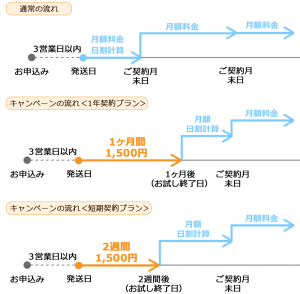 通常の流れ
月額料金
月額料金
月額料金
日割計算
3営業日以内
お申込み
発送日
ご契約月
末日
ご契約月
末日
キャンペーンの流れ<1年契約プラン>
月額料金
月額
日割計算
3営業日以内
1ヶ月間
1,500円
お申込み
発送日
1ヶ月後
(お試し終了日)
ご契約月
末日
キャンペーンの流れ<短期契約プラン>
月額料金
月額
日割計算
3営業日以内
2週間
1,500円
お申込み
発送日
2週間後
(お試し終了日)
ご契約月
末日